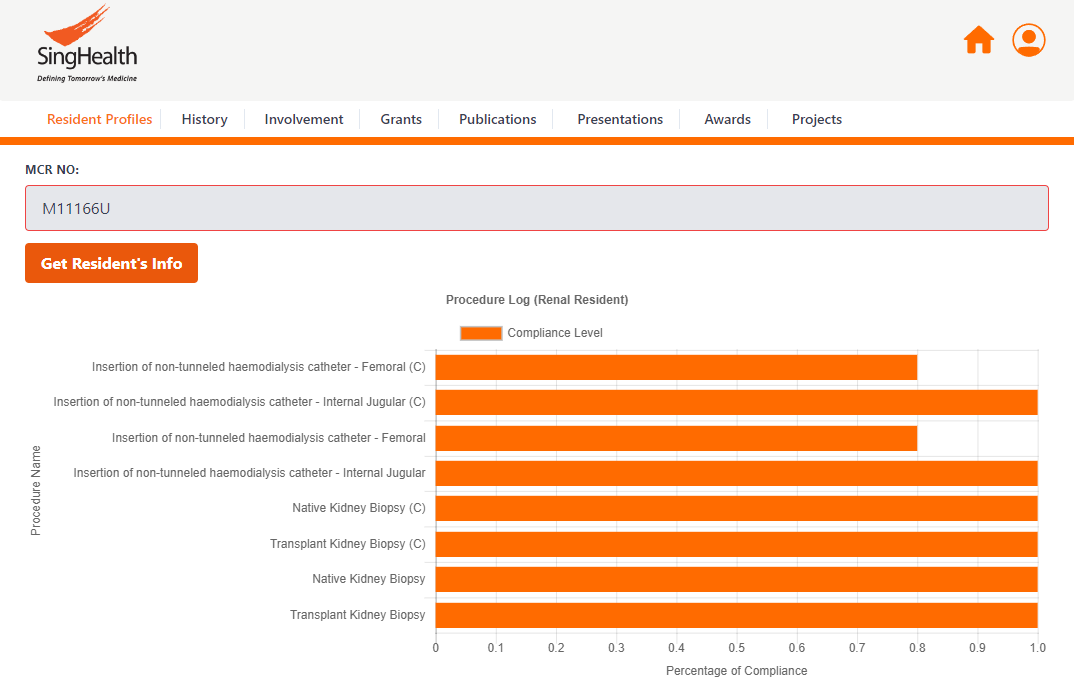 SingHealth
Defining Tomorrow's Medicine
Resident Profiles History Involvement Grants Publications Presentations Awards Projects
MCR NO:
M11166U
Get Resident's Info
Procedure Log (Renal Resident)
Compliance Level
Procedure Name
Insertion of non-tunneled haemodialysis catheter - Femoral (C)
Insertion of non-tunneled haemodialysis catheter - Internal Jugular (C)
Insertion of non-tunneled haemodialysis catheter - Femoral
Insertion of non-tunneled haemodialysis catheter - Internal Jugular
Native Kidney Biopsy (C)
Transplant Kidney Biopsy (C)
Native Kidney Biopsy
Transplant Kidney Biopsy
0 0.1 0.2 0.3 0.4 0.5 0.6 0.7 0.8 0.9 1.0
Percentage of Compliance